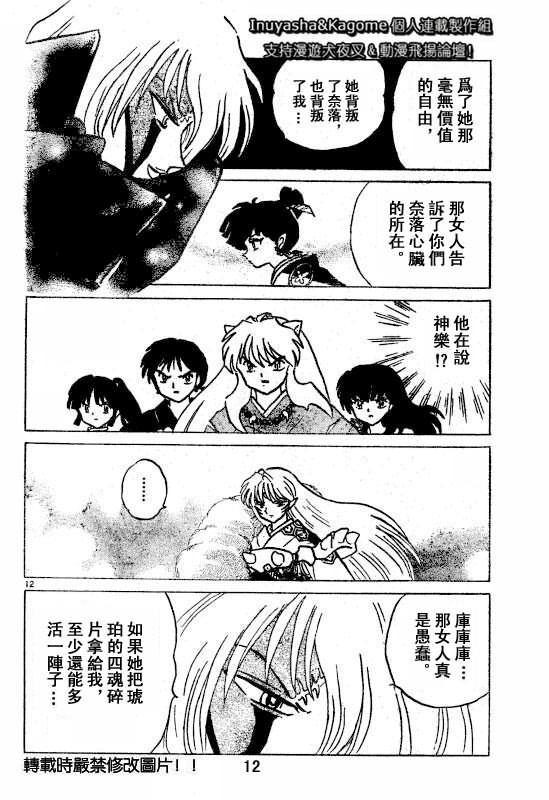 Inuyasha&Kagome 個人連載製作組
支持漫遊犬夜叉 & 動漫飛揚論壇!
爲了她那
毫無價值
的自由，
她背叛
了奈落，
也背叛
了我…
那女人告
訴了你們
奈落心臟
的所在。
他在說
神樂!?
……
12
庫庫庫…
那女人真
是愚蠢。
如果她把琥
珀的四魂碎
片拿給我，
至少還能多
活一陣子…
轉載時嚴禁修改圖片!!
12